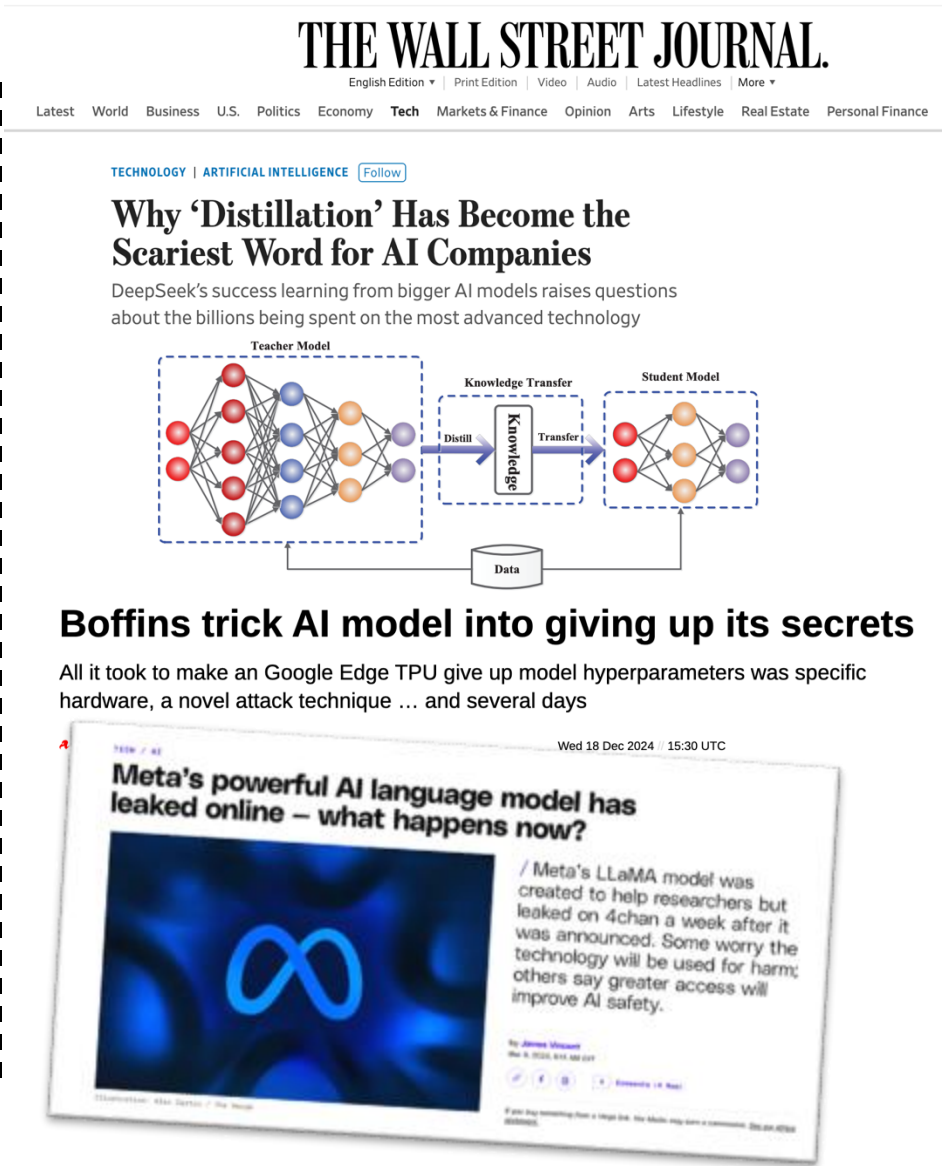 THE WALL STREET JOURNAL.
English Edition ▼ | Print Edition | Video | Audio | Latest Headlines | More ▼
Latest World Business U.S. Politics Economy Tech Markets & Finance Opinion Arts Lifestyle Real Estate Personal Finance
TECHNOLOGY | ARTIFICIAL INTELLIGENCE Follow
Why ‘Distillation’ Has Become the
Scariest Word for AI Companies
DeepSeek’s success learning from bigger AI models raises questions
about the billions being spent on the most advanced technology
Teacher Model
Knowledge Transfer
Student Model
Distill
Knowledge
Transfer
Data
Boffins trick AI model into giving up its secrets
All it took to make an Google Edge TPU give up model hyperparameters was specific
hardware, a novel attack technique … and several days
Wed 18 Dec 2024 // 15:30 UTC
TECH / AI
Meta’s powerful AI language model has
leaked online — what happens now?
/ Meta’s LLaMA model was
created to help researchers but
leaked on 4chan a week after it
was announced. Some worry the
technology will be used for harm;
others say greater access will
improve AI safety.
by James Vincent